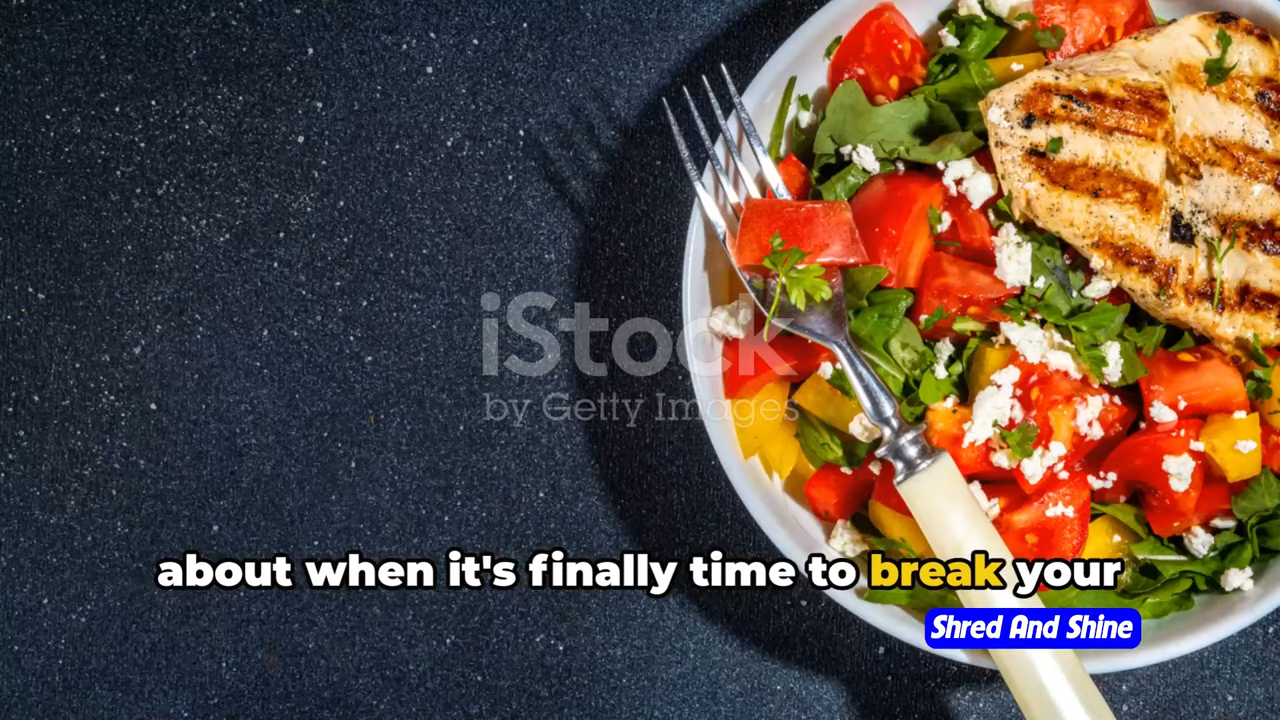 iStock
by Getty Images
about when it's finally time to break your
Shred And Shine